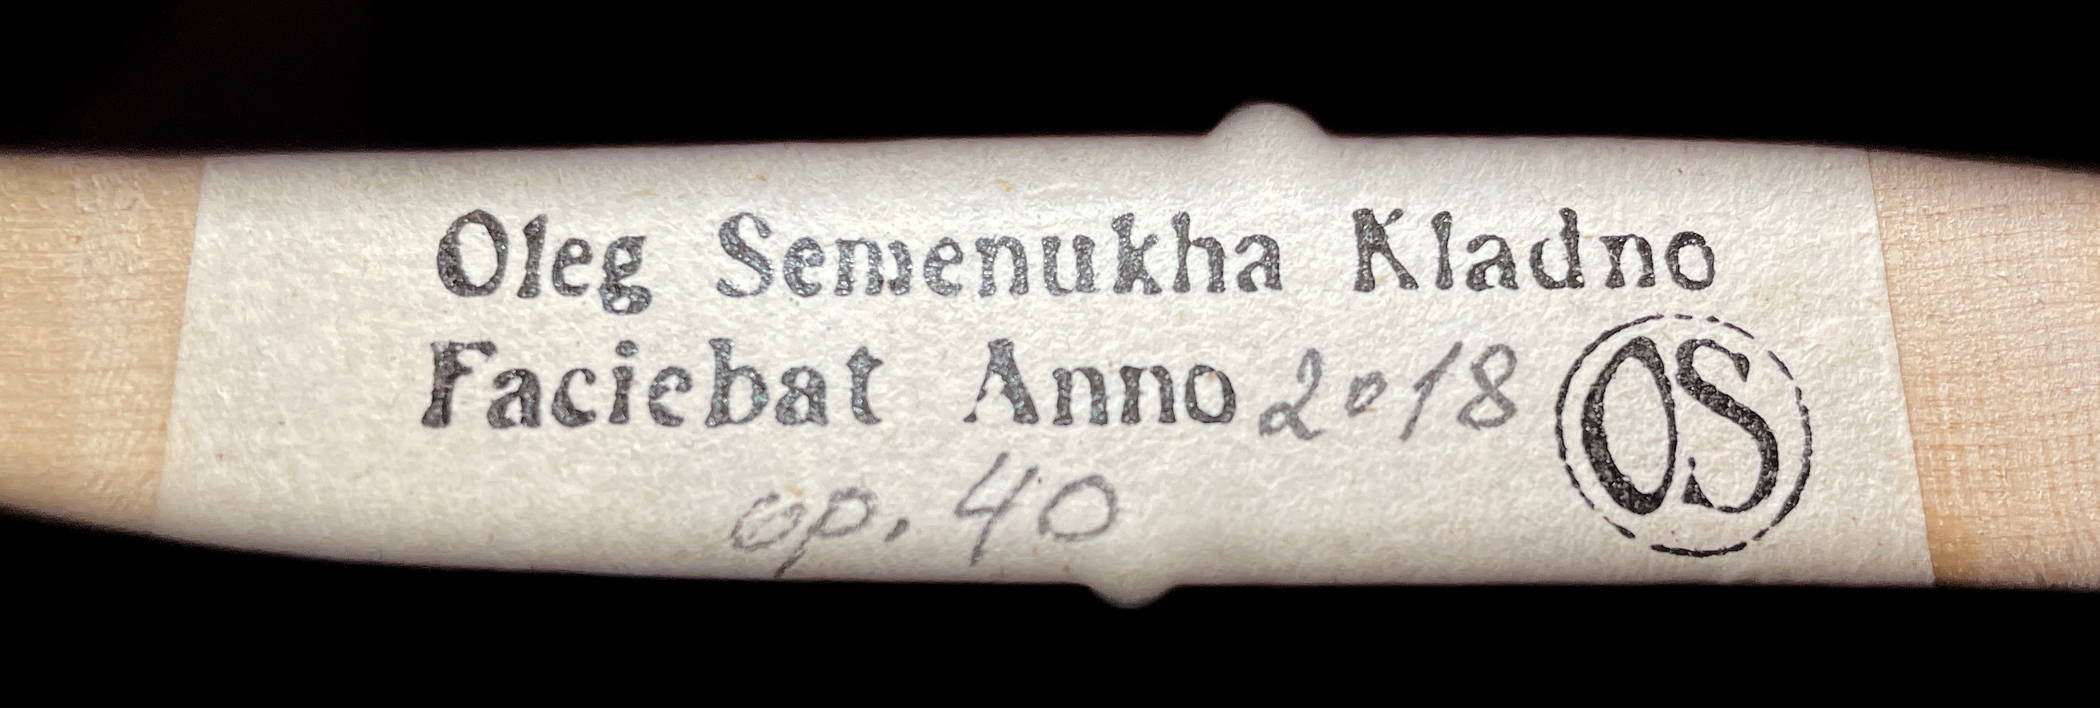 Oleg Semenukha Kladno
Faciebat Anno 2018
OS
op. 40